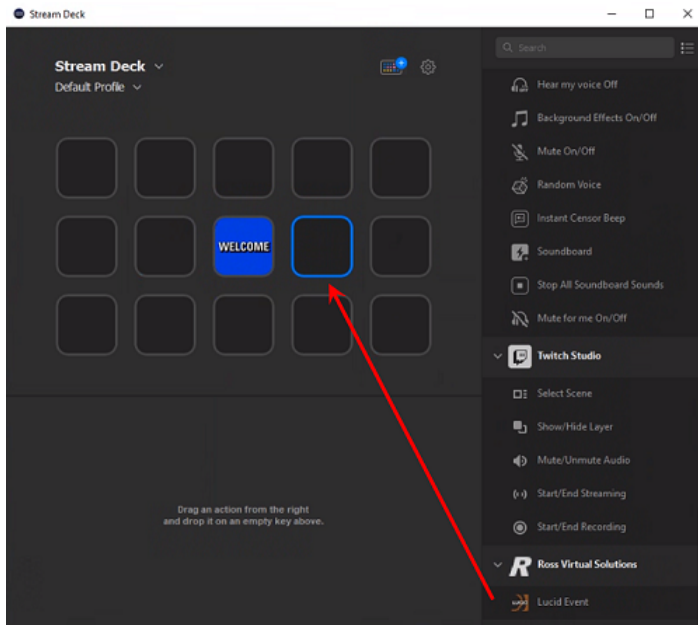 Stream Deck
Stream Deck
Default Profile
WELCOME
Drag an action from the right
and drop it on an empty key above.
Search
Hear my voice Off
Background Effects On/Off
Mute On/Off
Random Voice
Instant Censor Beep
Soundboard
Stop All Soundboard Sounds
Mute for me On/Off
Twitch Studio
Select Scene
Show/Hide Layer
Mute/Unmute Audio
Start/End Streaming
Start/End Recording
R Ross Virtual Solutions
Lucid Event